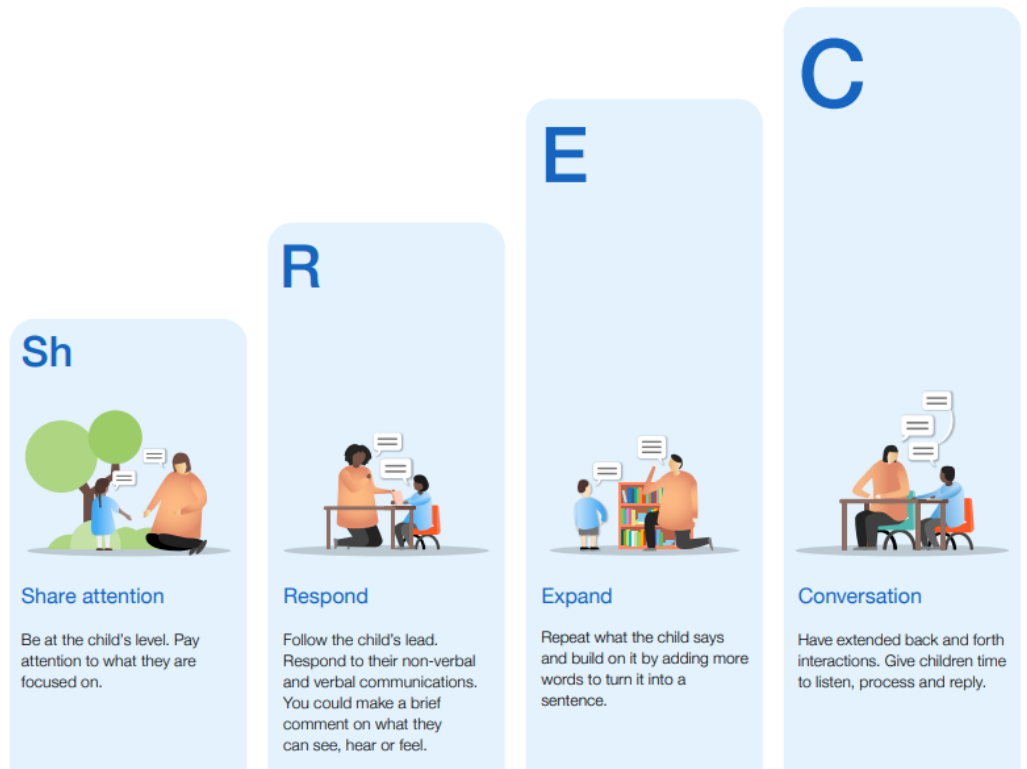 Sh
Share attention
Be at the child's level. Pay
attention to what they are
focused on.
R
Respond
Follow the child's lead.
Respond to their non-verbal
and verbal communications.
You could make a brief
comment on what they
can see, hear or feel.
E
Expand
Repeat what the child says
and build on it by adding more
words to turn it into a
sentence.
C
Conversation
Have extended back and forth
interactions. Give children time
to listen, process and reply.